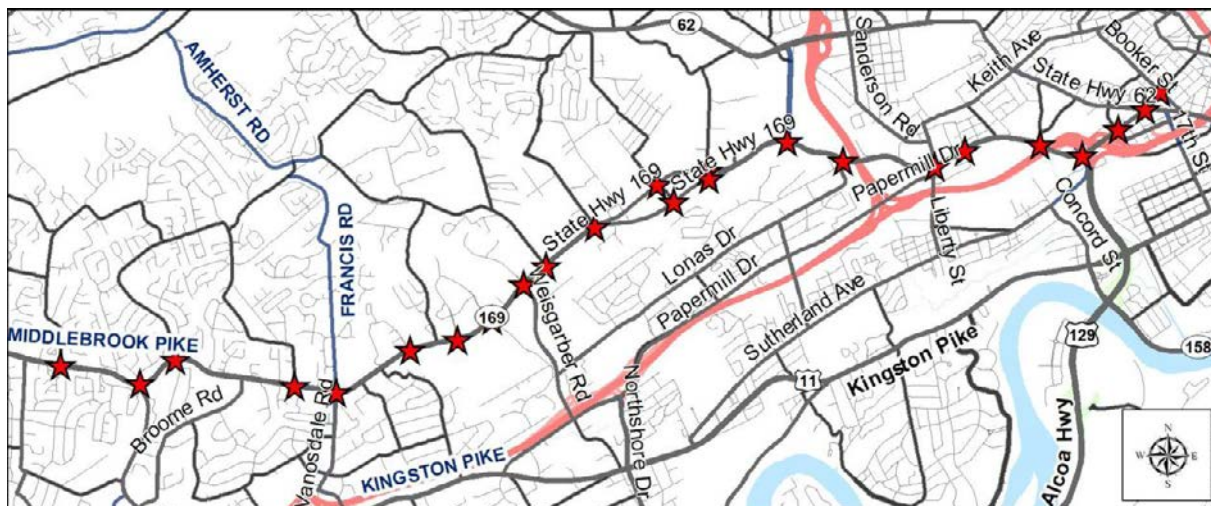 62
AMHERST RD
Sanderson Rd
Keith Ave
Booker St
State Hwy 62
17th St
State Hwy 169
State Hwy 169
Papermill Dr
FRANCIS RD
Liberty St
Concord St
Lonas Dr
Papermill Dr
Weisgarber Rd
169
MIDDLEBROOK PIKE
Sutherland Ave
Kingston Pike
129
158
11
Broome Rd
Vanosdale Rd
Northshore Dr
KINGSTON PIKE
Alcoa Hwy
N
W
E
S